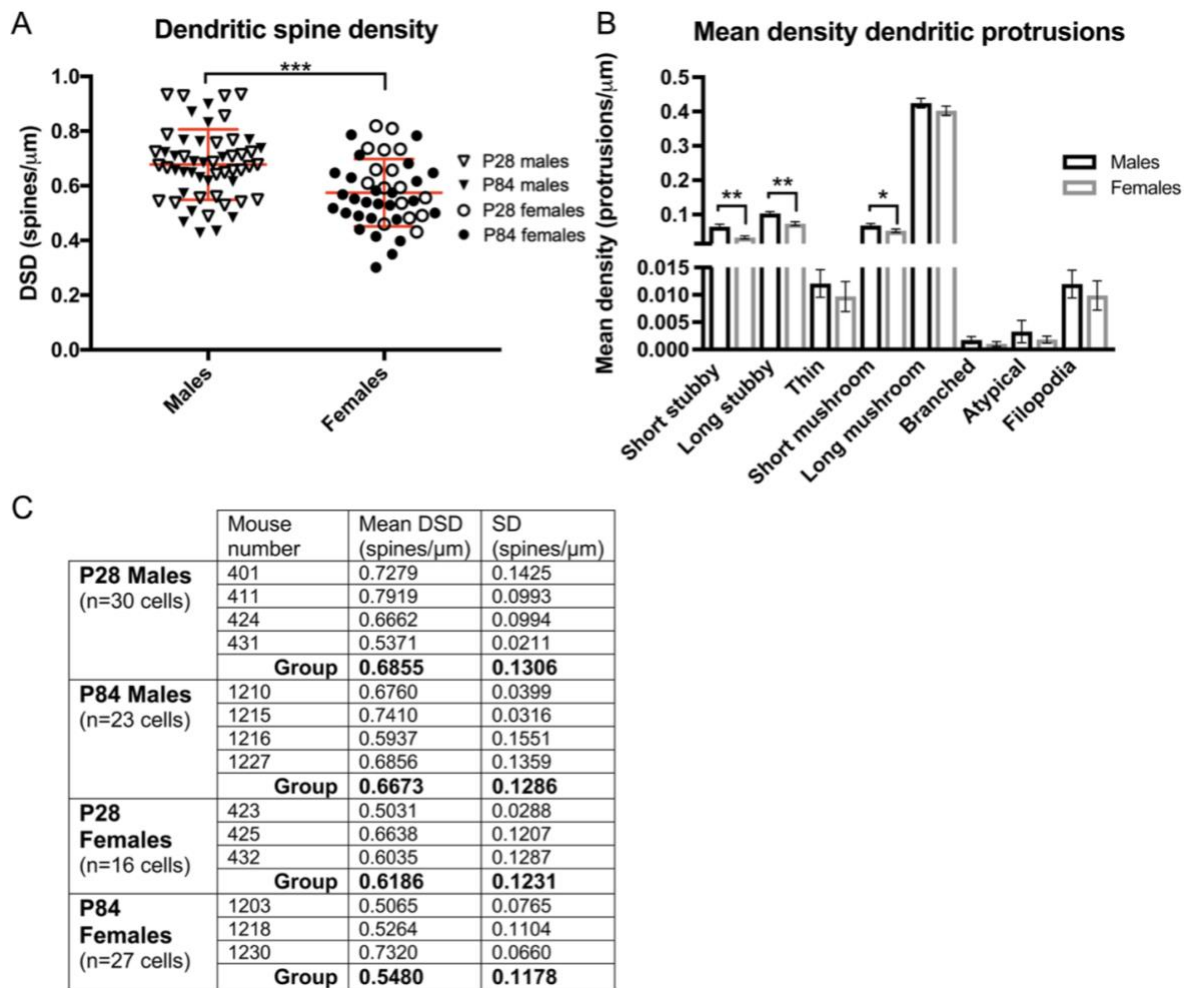 A
Dendritic spine density
***
1.0
0.8
0.6
0.4
0.2
0.0
DSD (spines/μm)
Males
Females
P28 males
P84 males
P28 females
P84 females
B
Mean density dendritic protrusions
Mean density (protrusions/μm)
0.5
0.4
0.3
0.2
0.1
0.015
0.010
0.005
0.000
**
**
*
Males
Females
Short stubby
Long stubby
Thin
Short mushroom
Long mushroom
Branched
Atypical
Filopodia
C
Mouse number
Mean DSD (spines/μm)
SD (spines/μm)
P28 Males
(n=30 cells)
401 0.7279 0.1425
411 0.7919 0.0993
424 0.6662 0.0994
431 0.5371 0.0211
Group 0.6855 0.1306
P84 Males
(n=23 cells)
1210 0.6760 0.0399
1215 0.7410 0.0316
1216 0.5937 0.1551
1227 0.6856 0.1359
Group 0.6673 0.1286
P28
Females
(n=16 cells)
423 0.5031 0.0288
425 0.6638 0.1207
432 0.6035 0.1287
Group 0.6186 0.1231
P84
Females
(n=27 cells)
1203 0.5065 0.0765
1218 0.5264 0.1104
1230 0.7320 0.0660
Group 0.5480 0.1178